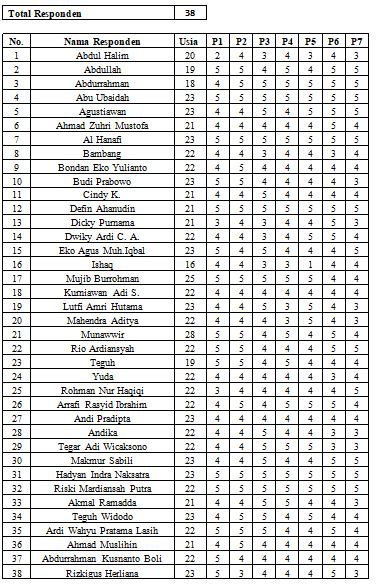 Total Responden 38
No. Nama Responden Usia P1 P2 P3 P4 P5 P6 P7
1 Abdul Halim 20 2 4 3 4 3 4 3
2 Abdullah 19 5 5 4 5 4 5 4
3 Abdurrahman 18 4 5 5 5 5 5 5
4 Abu Ubaidah 23 5 5 5 5 5 5 5
5 Agustiawan 23 4 4 5 4 5 5 4
6 Ahmad Zuhri Mustofa 21 4 4 4 4 4 5 4
7 Al Hanafi 23 5 5 5 5 5 5 5
8 Bambang 22 4 4 3 4 4 3 4
9 Bondan Eko Yulianto 22 4 5 4 4 4 4 4
10 Budi Prabowo 23 5 5 4 4 4 4 3
11 Cindy K. 21 4 4 5 4 4 4 4
12 Defin Ahanudin 21 5 5 5 5 5 5 5
13 Dicky Purnama 21 3 4 3 4 4 5 3
14 Dwiky Ardi C. A. 22 4 4 3 4 5 5 4
15 Eko Agus Muh.Iqbal 23 5 4 5 4 4 4 5
16 Ishaq 16 4 4 3 3 1 4 4
17 Mujib Burrohman 25 5 5 5 5 5 4 4
18 Kurniawan Adi S. 22 4 4 4 4 4 4 4
19 Lutfi Amri Hutama 23 4 4 5 3 5 4 3
20 Mahendra Aditya 22 4 4 4 3 5 4 3
21 Munawwir 28 5 5 4 5 4 5 4
22 Rio Ardiansyah 22 5 5 4 4 4 5 5
23 Teguh 19 5 5 4 5 4 4 4
24 Yuda 22 4 4 4 4 4 3 4
25 Rohman Nur Haqiqi 22 3 4 4 4 4 4 3
26 Arrafi Rasyid Ibrahim 22 4 5 4 5 5 5 4
27 Andi Pradipta 23 4 4 4 4 4 4 4
28 Andika 22 4 4 4 4 4 3 3
29 Tegar Adi Wicaksono 22 4 4 5 5 5 3 3
30 Makmur Sabili 23 4 4 5 4 4 5 5
31 Hadyan Indra Naksatra 23 5 5 5 5 5 5 5
32 Riski Mardiansah Putra 22 5 5 5 5 5 5 5
33 Akmal Ramadda 21 4 4 5 5 4 4 3
34 Teguh Widodo 23 4 5 5 4 5 4 4
35 Ardi Wahyu Pratama Lasih 22 5 5 5 5 4 5 4
36 Ahmad Muslihin 21 4 5 4 4 4 4 4
37 Abdurrahman Kusnanto Boli 22 5 4 4 4 4 4 4
38 Rizkigus Herliana 23 5 3 4 4 4 5 3